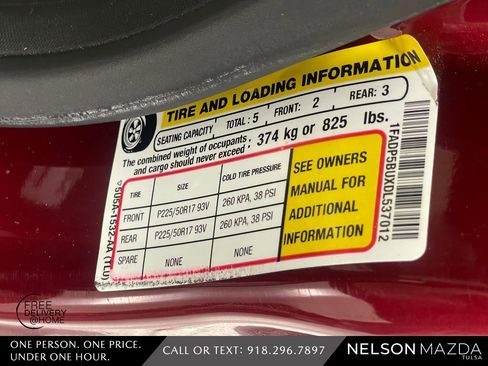 TIRE AND LOADING INFORMATION
SEATING CAPACITY TOTAL: 5 FRONT: 2 REAR: 3
The combined weight of occupants
and cargo should never exceed: 374 kg or 825 lbs.
TIRE SIZE COLD TIRE PRESSURE
FRONT P225/50R17 93V 260 KPA, 38 PSI
REAR P225/50R17 93V 260 KPA, 38 PSI
SPARE NONE NONE
SEE OWNERS
MANUAL FOR
ADDITIONAL
INFORMATION
1FADP5BUXDL537012
FREE
DELIVERY
@HOME
ONE PERSON. ONE PRICE.
UNDER ONE HOUR.
CALL OR TEXT: 918.296.7897
NELSON MAZDA
TULSA